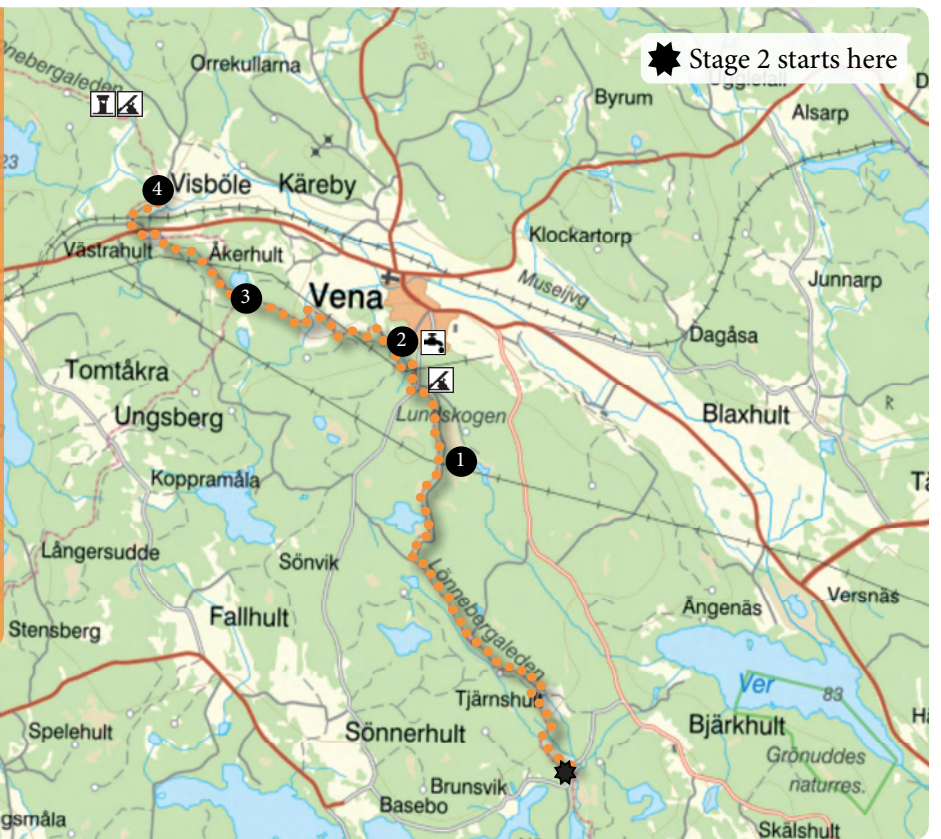 Stage 2 starts here
Orrekullarna
Byrum
Alsarp
23
125
4
Visböle
Käreby
Västrahult
Åkerhult
Klockartorp
Museijvg
Junnarp
3
Vena
2
Dagåsa
Tomtåkra
Ungsberg
Lundskogen
Blaxhult
R
1
Koppramåla
Långersudde
Sönvik
Lönnebergaleden
Ängenäs
Versnäs
Fallhult
Stensberg
Ver
83
Tjärnshult
Bjärkhult
Spelehult
Sönnerhult
Grönuddes
naturres.
Brunsvik
Basebo
Skälshult